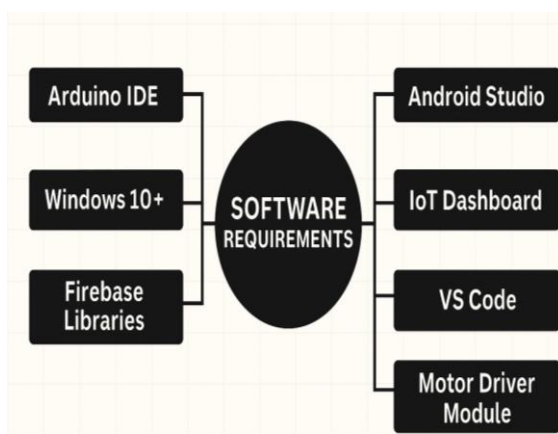 Arduino IDE
Windows 10+
Firebase
Libraries
SOFTWARE
REQUIREMENTS
Android Studio
IoT Dashboard
VS Code
Motor Driver
Module